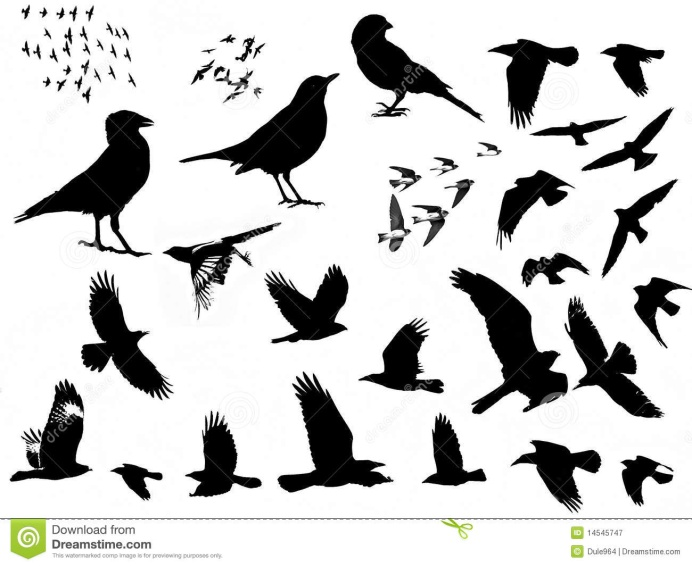 Download from
Dreamstime.com
This watermarked comp image is for previewing purposes only.
14545747
© Dule964 | Dreamstime.com